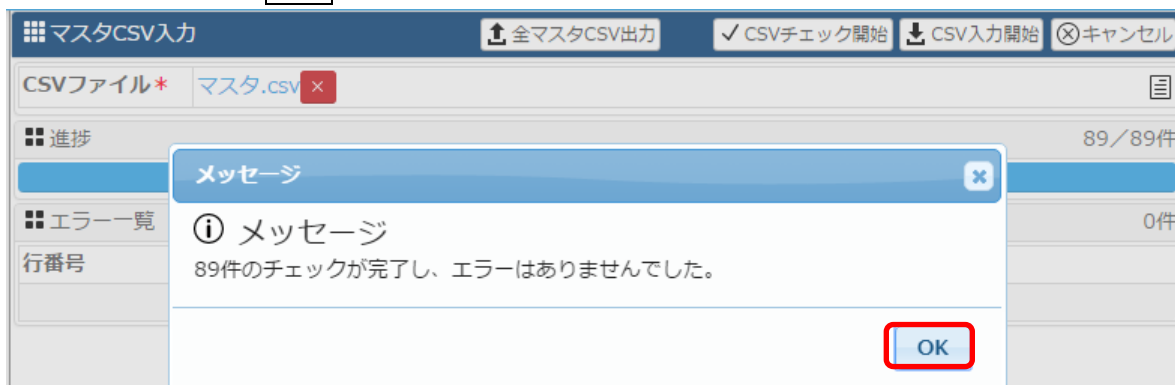 マスタCSV入力 全マスタCSV出力 CSVチェック開始 CSV入力開始 キャンセル
CSVファイル* マスタ.csv ×
進捗 89／89件
メッセージ ×
エラー一覧 0件
メッセージ
行番号
89件のチェックが完了し、エラーはありませんでした。
OK